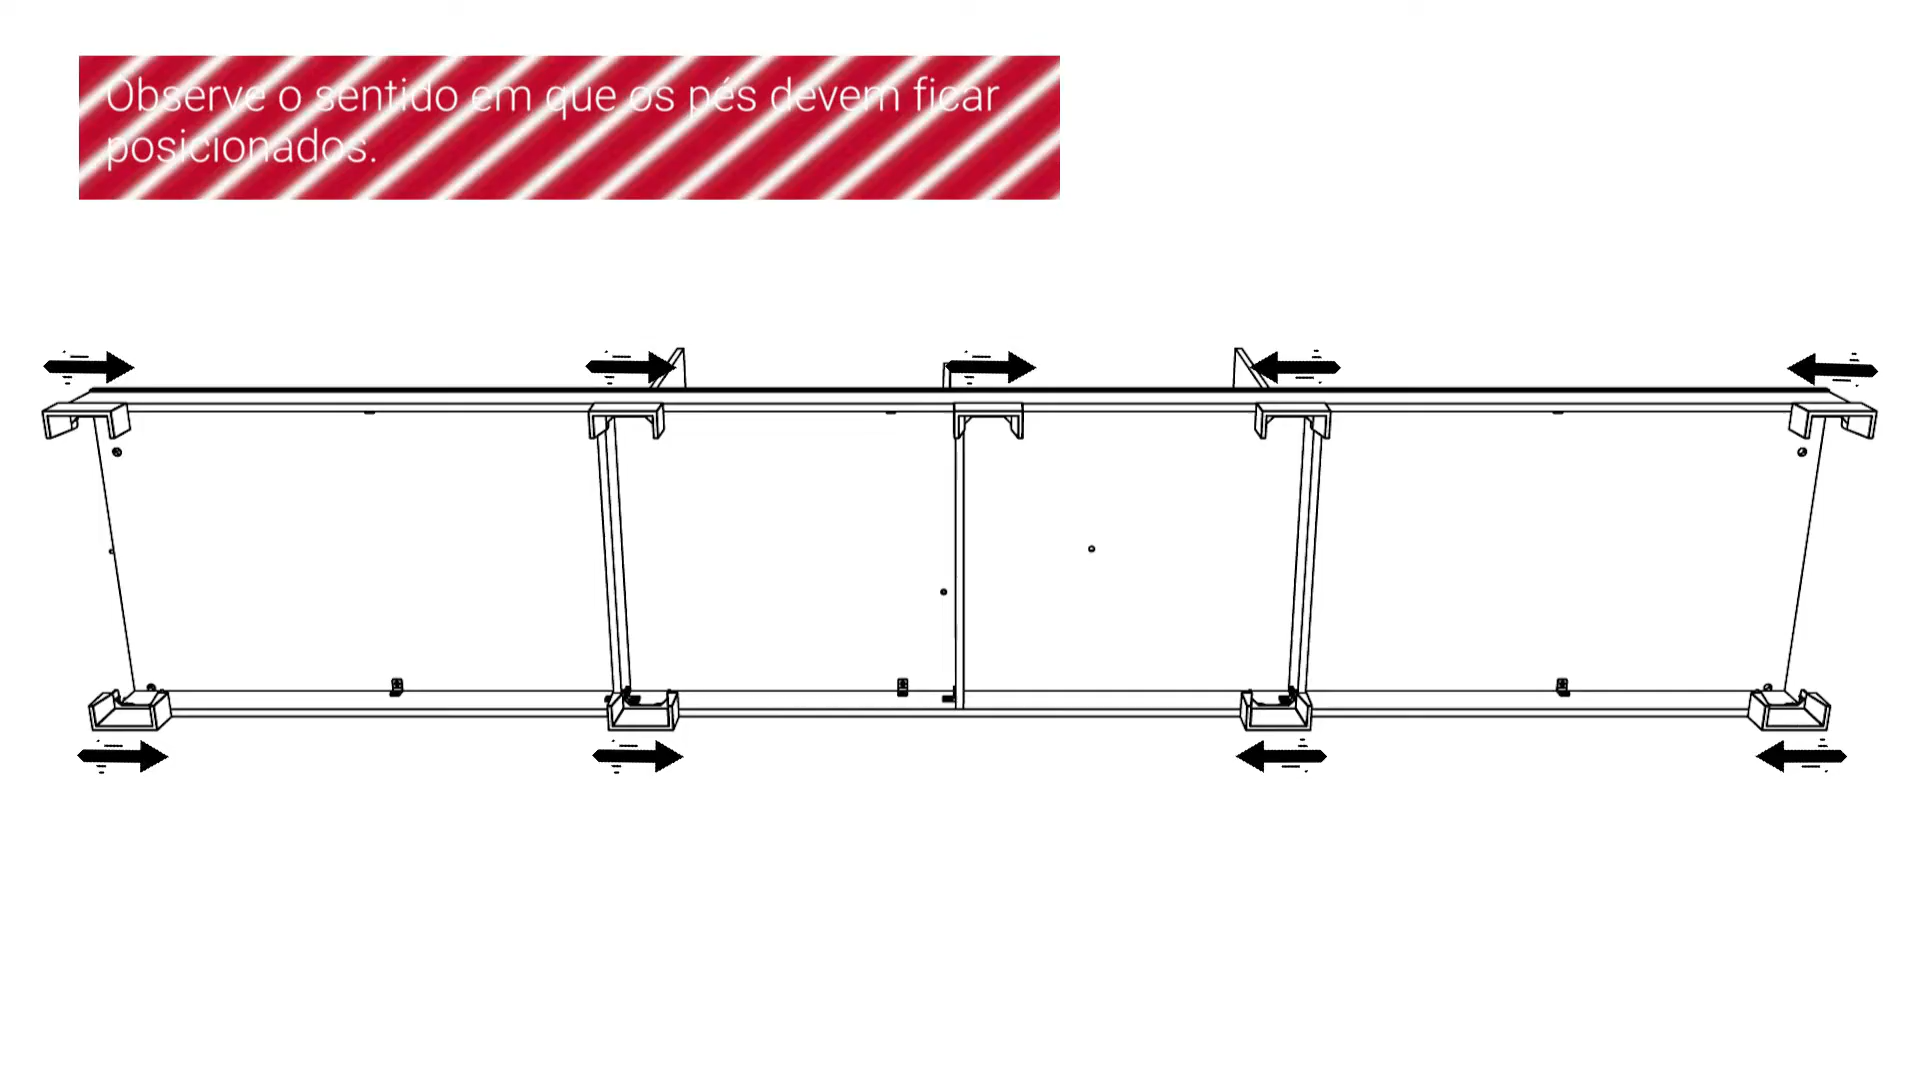 Observe o sentido em que os pés devem ficar
posicionados.